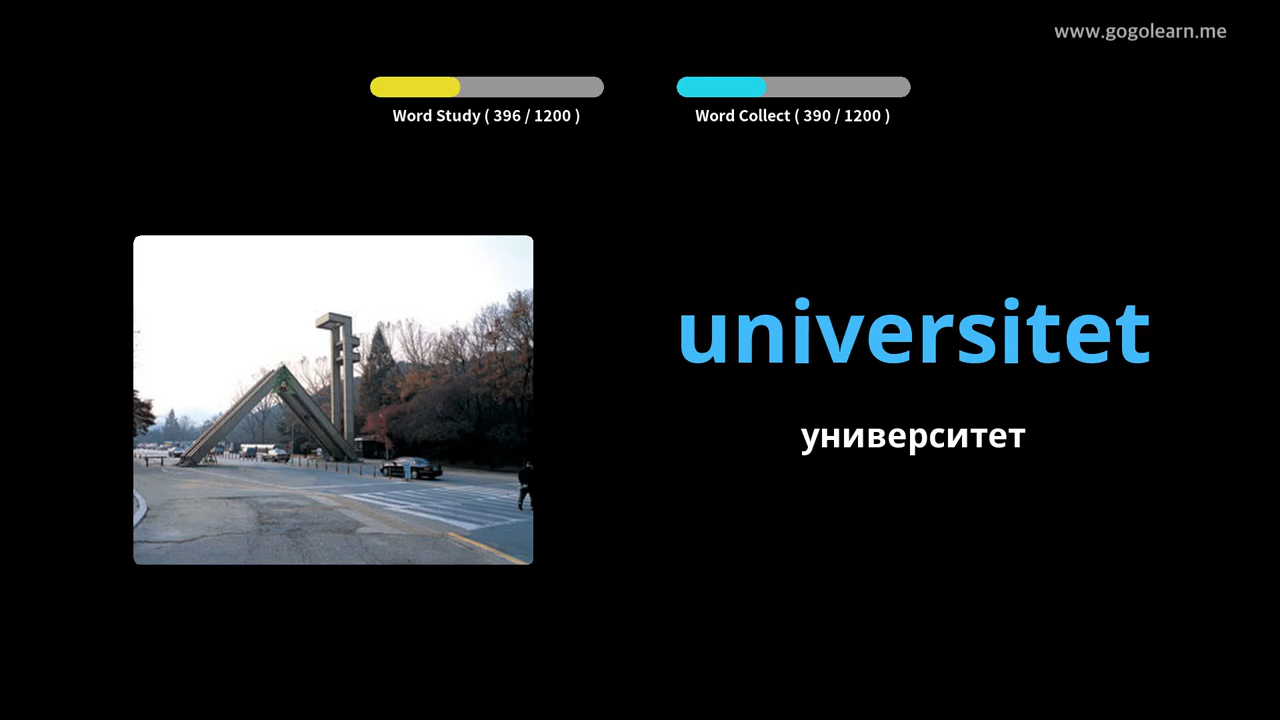 www.gogolearn.me
Word Study ( 396 / 1200 )
Word Collect ( 390 / 1200 )
universitet
университет